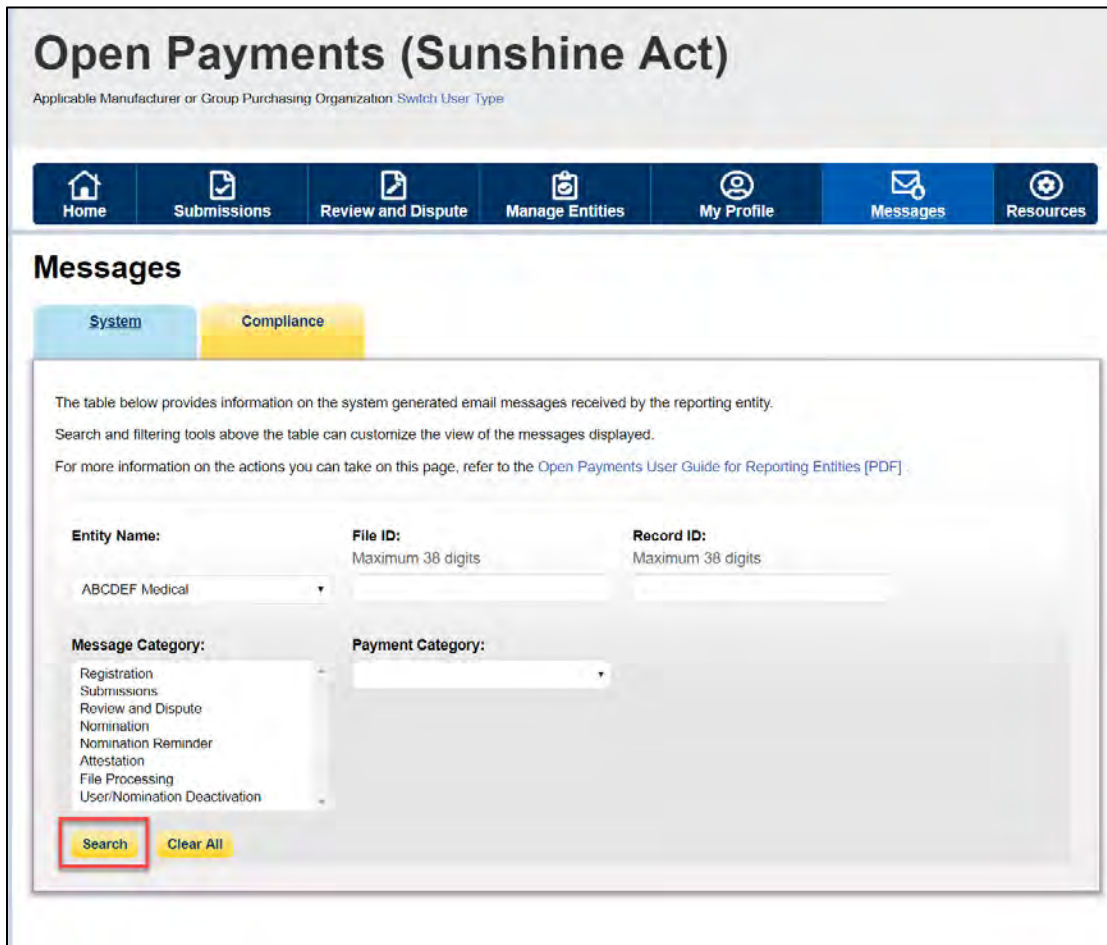 Open Payments (Sunshine Act)
Applicable Manufacturer or Group Purchasing Organization Switch User Type
Home Submissions Review and Dispute Manage Entities My Profile Messages Resources
Messages
System Compliance
The table below provides information on the system generated email messages received by the reporting entity.
Search and filtering tools above the table can customize the view of the messages displayed.
For more information on the actions you can take on this page, refer to the Open Payments User Guide for Reporting Entities [PDF]
Entity Name: File ID: Record ID:
Maximum 38 digits Maximum 38 digits
ABCDEF Medical
Message Category: Payment Category:
Registration
Submissions
Review and Dispute
Nomination
Nomination Reminder
Attestation
File Processing
User/Nomination Deactivation
Search Clear All